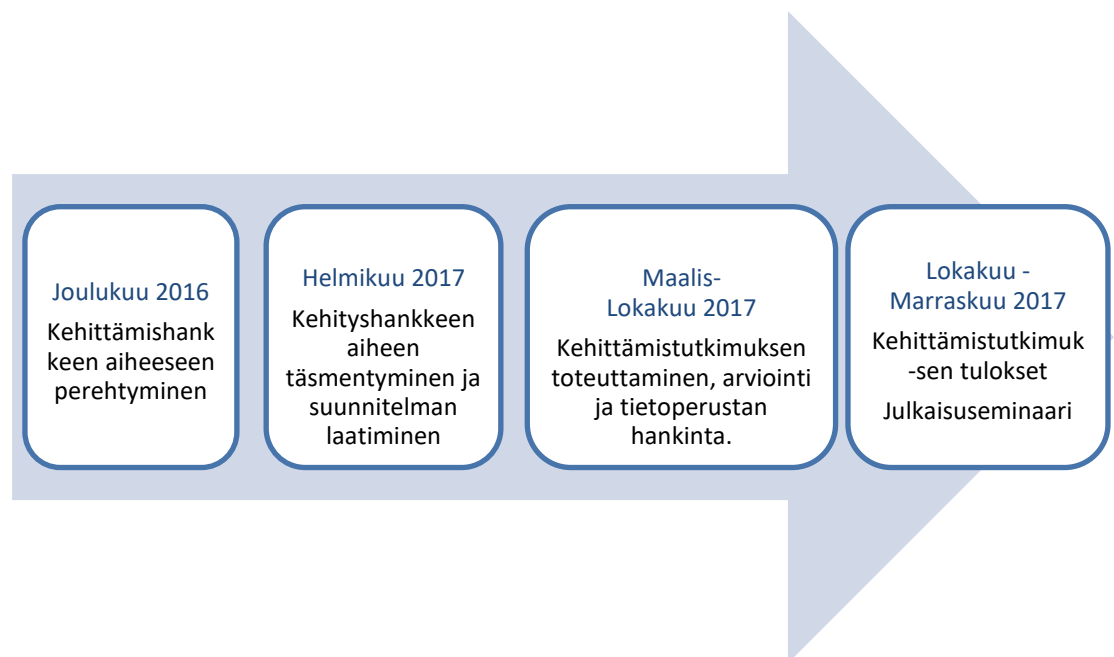 Joulukuu 2016
Kehittämishank
keen aiheeseen
perehtyminen
Helmikuu 2017
Kehityshankkeen
aiheen
täsmentyminen ja
suunnitelman
laatiminen
Maalis-
Lokakuu 2017
Kehittämistutkimuksen
toteuttaminen, arviointi
ja tietoperustan
hankinta.
Lokakuu -
Marraskuu 2017
Kehittämistutkimuk
-sen tulokset
Julkaisuseminaari